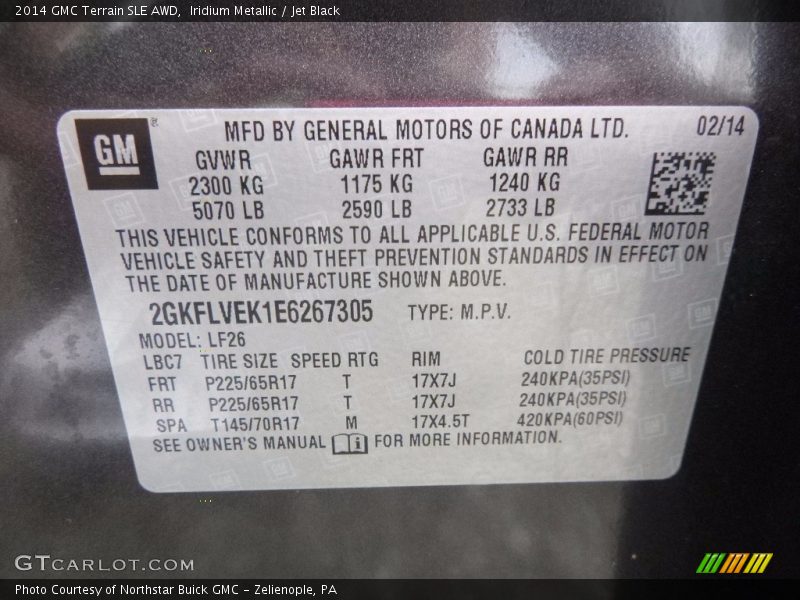 2014 GMC Terrain SLE AWD, Iridium Metallic / Jet Black
GM ®
MFD BY GENERAL MOTORS OF CANADA LTD. 02/14
GVWR GAWR FRT GAWR RR
2300 KG 1175 KG 1240 KG
5070 LB 2590 LB 2733 LB
THIS VEHICLE CONFORMS TO ALL APPLICABLE U.S. FEDERAL MOTOR
VEHICLE SAFETY AND THEFT PREVENTION STANDARDS IN EFFECT ON
THE DATE OF MANUFACTURE SHOWN ABOVE.
2GKFLVEK1E6267305 TYPE: M.P.V.
MODEL: LF26
LBC7 TIRE SIZE SPEED RTG RIM COLD TIRE PRESSURE
FRT P225/65R17 T 17X7J 240KPA(35PSI)
RR P225/65R17 T 17X7J 240KPA(35PSI)
SPA T145/70R17 M 17X4.5T 420KPA(60PSI)
SEE OWNER'S MANUAL i FOR MORE INFORMATION.
GTCARLOT.COM
Photo Courtesy of Northstar Buick GMC - Zelienople, PA